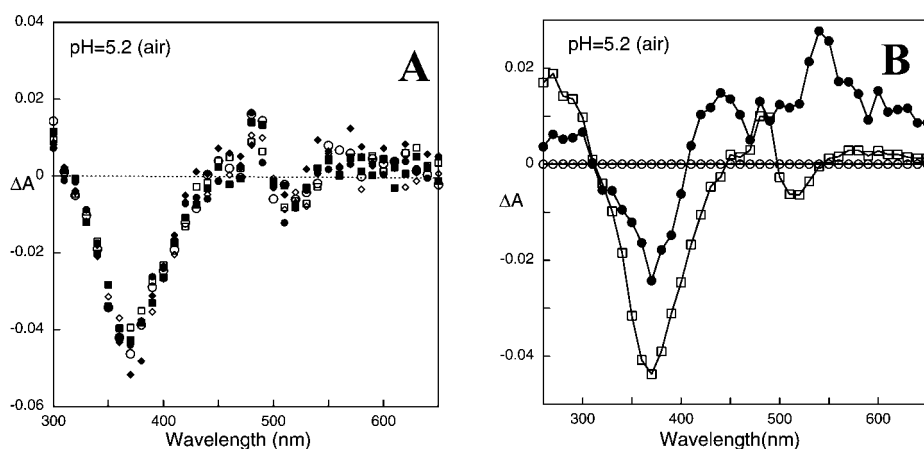 A
pH=5.2 (air)
0.04
0.02
0
-0.02
-0.04
-0.06
ΔA
300 400 500 600
Wavelength (nm)
B
pH=5.2 (air)
0.02
0
-0.02
-0.04
ΔA
300 400 500 600
Wavelength(nm)